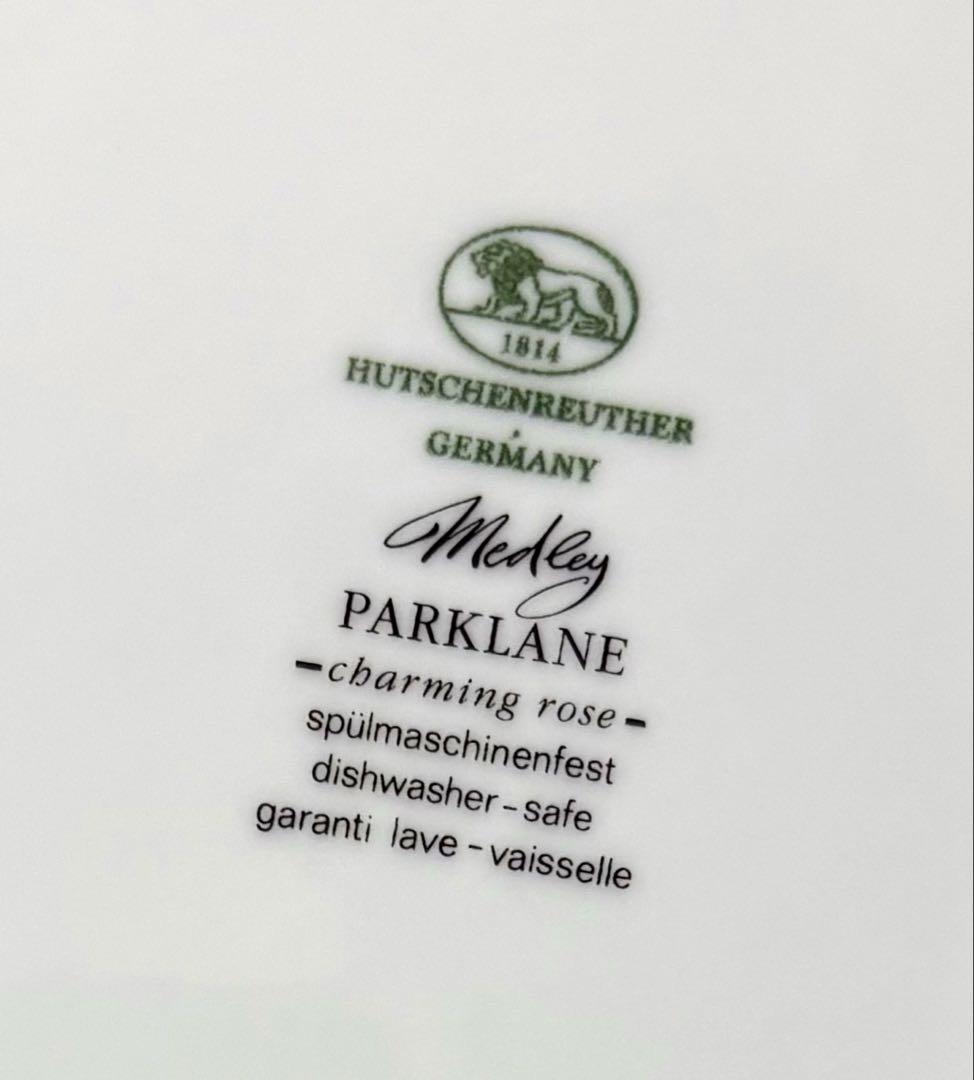 1814
HUTSCHENREUTHER
GERMANY
Medley
PARKLANE
-charming rose-
spülmaschinenfest
dishwasher-safe
garanti lave-vaisselle